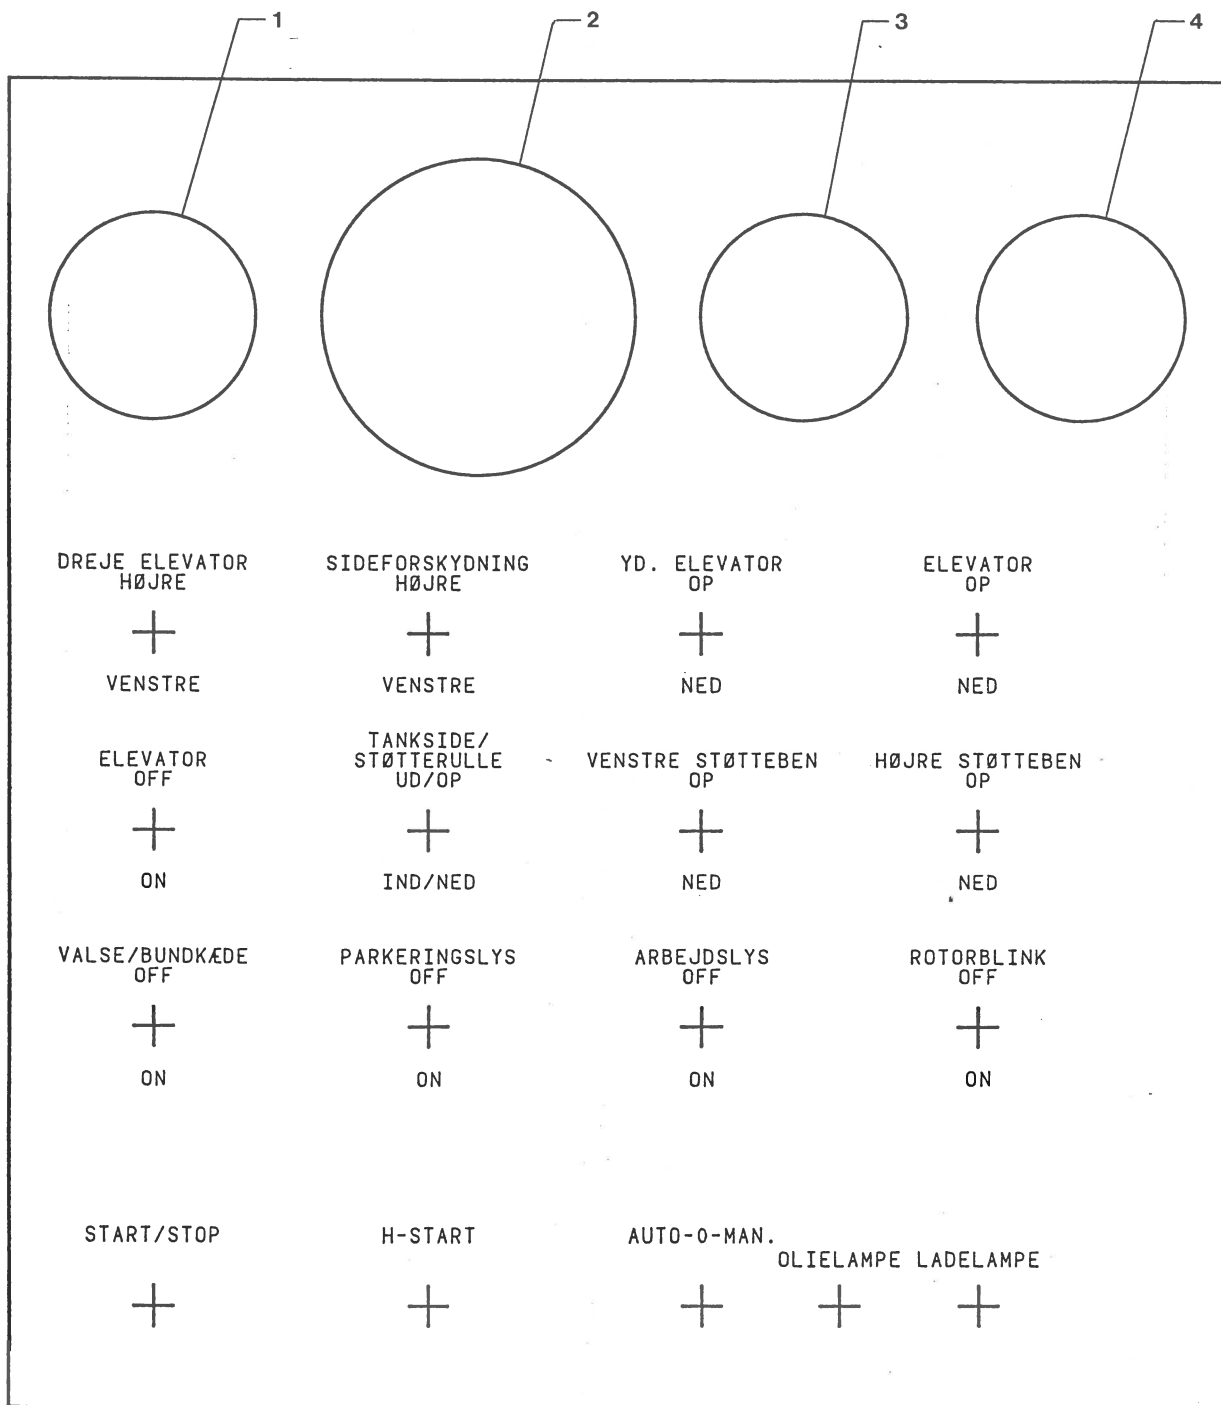 1 2 3 4
DREJE ELEVATOR SIDEFORSKYDNING YD. ELEVATOR ELEVATOR
HØJRE HØJRE OP OP
VENSTRE VENSTRE NED NED
TANKSIDE/
ELEVATOR STØTTERULLE VENSTRE STØTTEBEN HØJRE STØTTEBEN
OFF UD/OP OP OP
ON IND/NED NED NED
VALSE/BUNDKÆDE PARKERINGSLYS ARBEJDSLYS ROTORBLINK
OFF OFF OFF OFF
ON ON ON ON
START/STOP H-START AUTO-0-MAN.
OLIELAMPE LADELAMPE